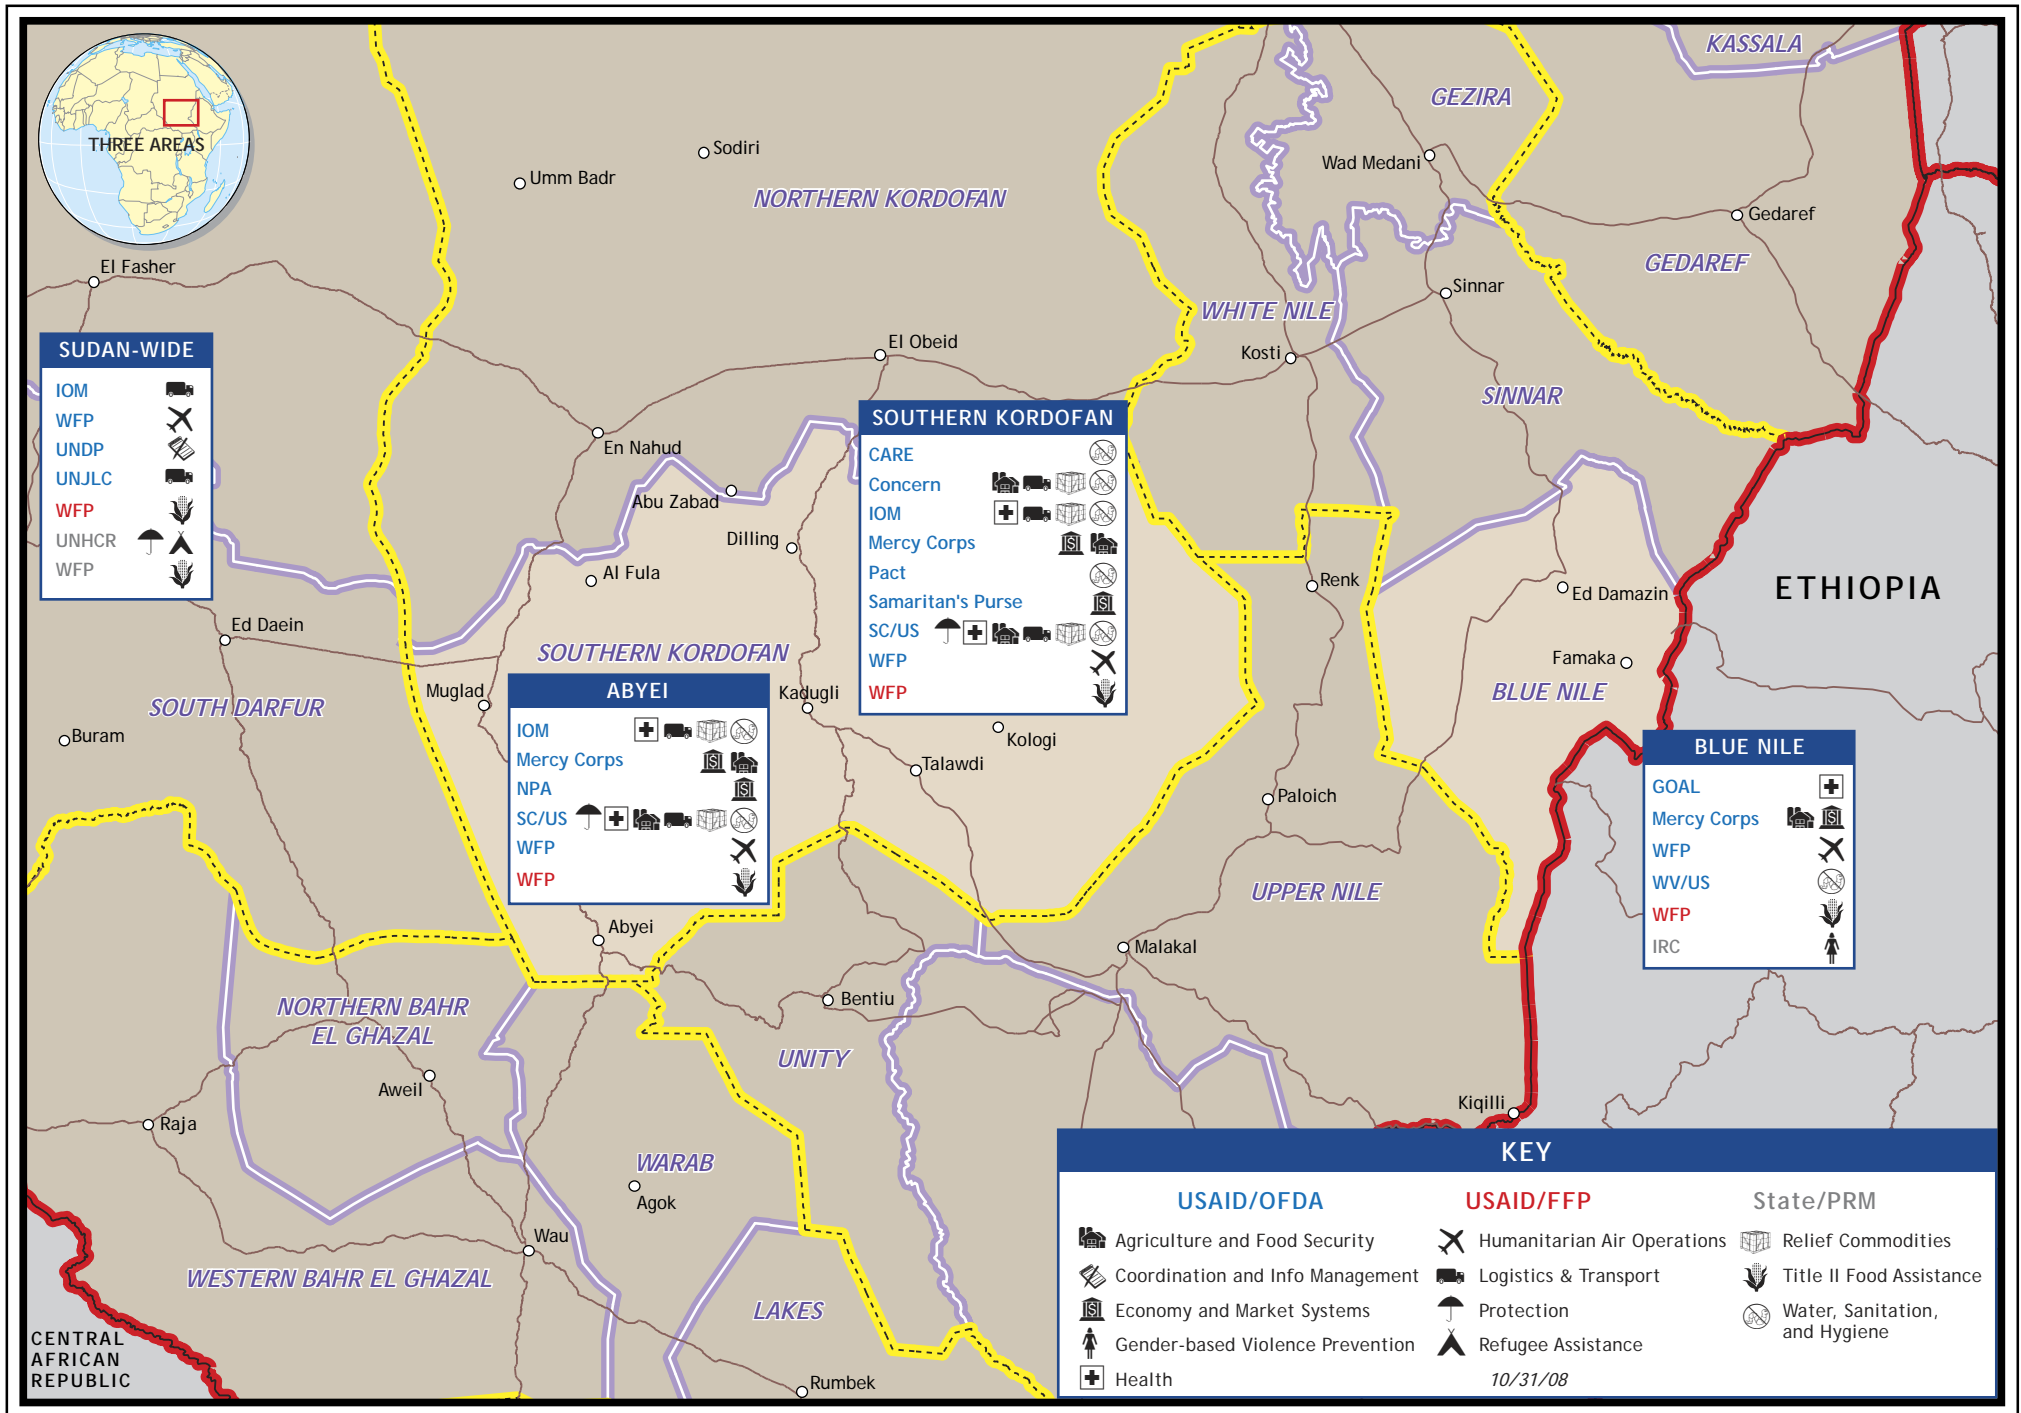 KASSALA
GEZIRA
THREE AREAS
Sodiri
Wad Medani
Umm Badr
NORTHERN KORDOFAN
Gedaref
GEDAREF
El Fasher
Sinnar
WHITE NILE
El Obeid
Kosti
SINNAR
SUDAN-WIDE
IOM
WFP
UNDP
UNJLC
WFP
UNHCR
WFP
SOUTHERN KORDOFAN
CARE
Concern
IOM
Mercy Corps
Pact
Samaritan's Purse
SC/US
WFP
WFP
En Nahud
Abu Zabad
Dilling
Al Fula
Renk
Ed Damazin
ETHIOPIA
Ed Daein
SOUTHERN KORDOFAN
Famaka
BLUE NILE
Muglad
Kadugli
SOUTH DARFUR
Buram
Kologi
Talawdi
ABYEI
IOM
Mercy Corps
NPA
SC/US
WFP
WFP
BLUE NILE
GOAL
Mercy Corps
WFP
WV/US
WFP
IRC
Paloich
UPPER NILE
Abyei
Malakal
Bentiu
NORTHERN BAHR
EL GHAZAL
UNITY
Aweil
Kiqilli
Raja
WARAB
Agok
Wau
WESTERN BAHR EL GHAZAL
LAKES
CENTRAL
AFRICAN
REPUBLIC
Rumbek
KEY
USAID/OFDA
USAID/FFP
State/PRM
Agriculture and Food Security
Humanitarian Air Operations
Relief Commodities
Coordination and Info Management
Logistics & Transport
Title II Food Assistance
Economy and Market Systems
Protection
Water, Sanitation,
and Hygiene
Gender-based Violence Prevention
Refugee Assistance
Health
10/31/08